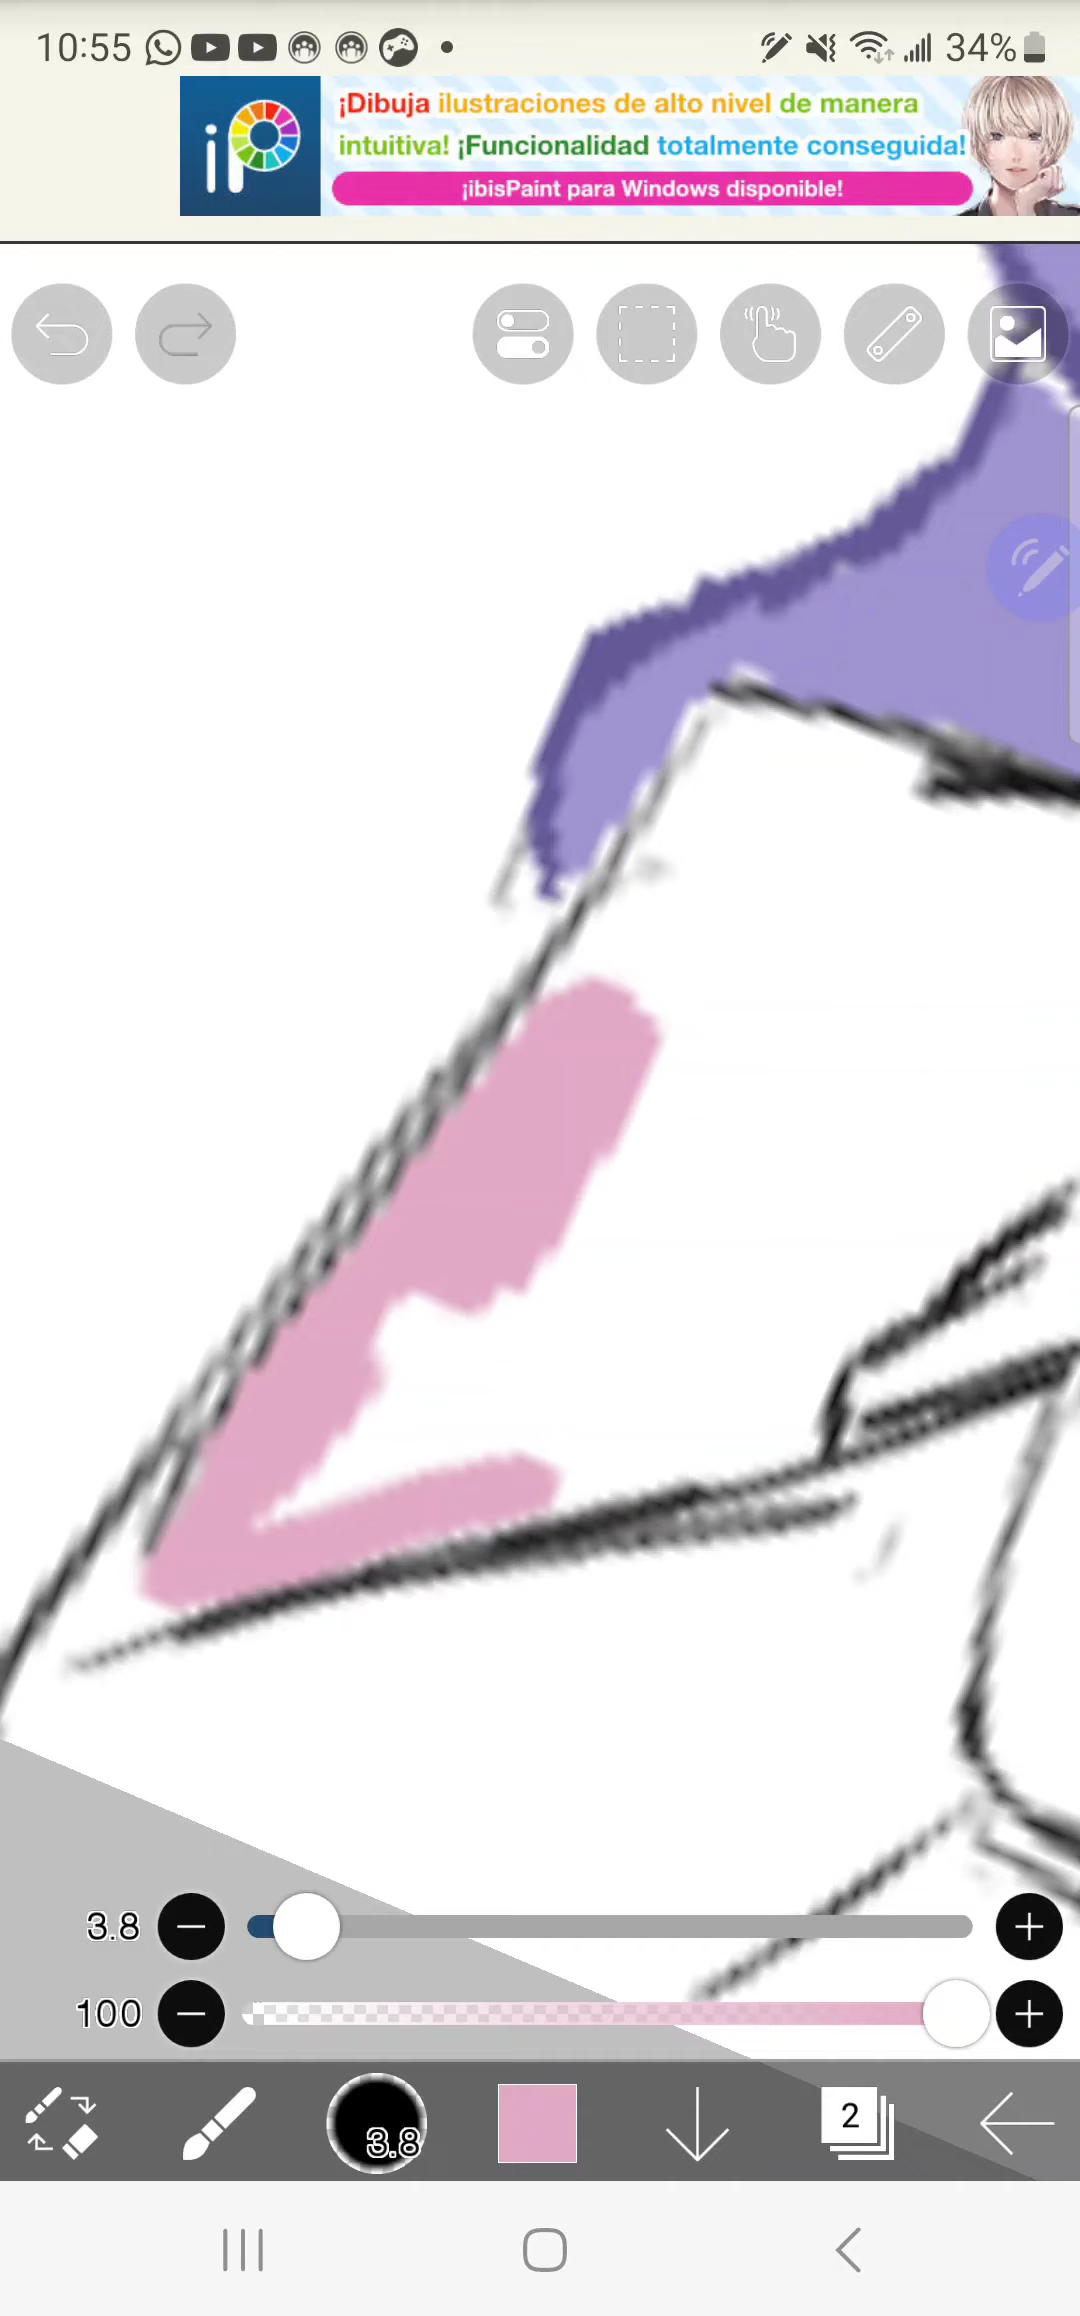 10:55
34%
iP
¡Dibuja ilustraciones de alto nivel de manera
intuitiva! ¡Funcionalidad totalmente conseguida!
¡ibisPaint para Windows disponible!
3.8
100
3.8
2